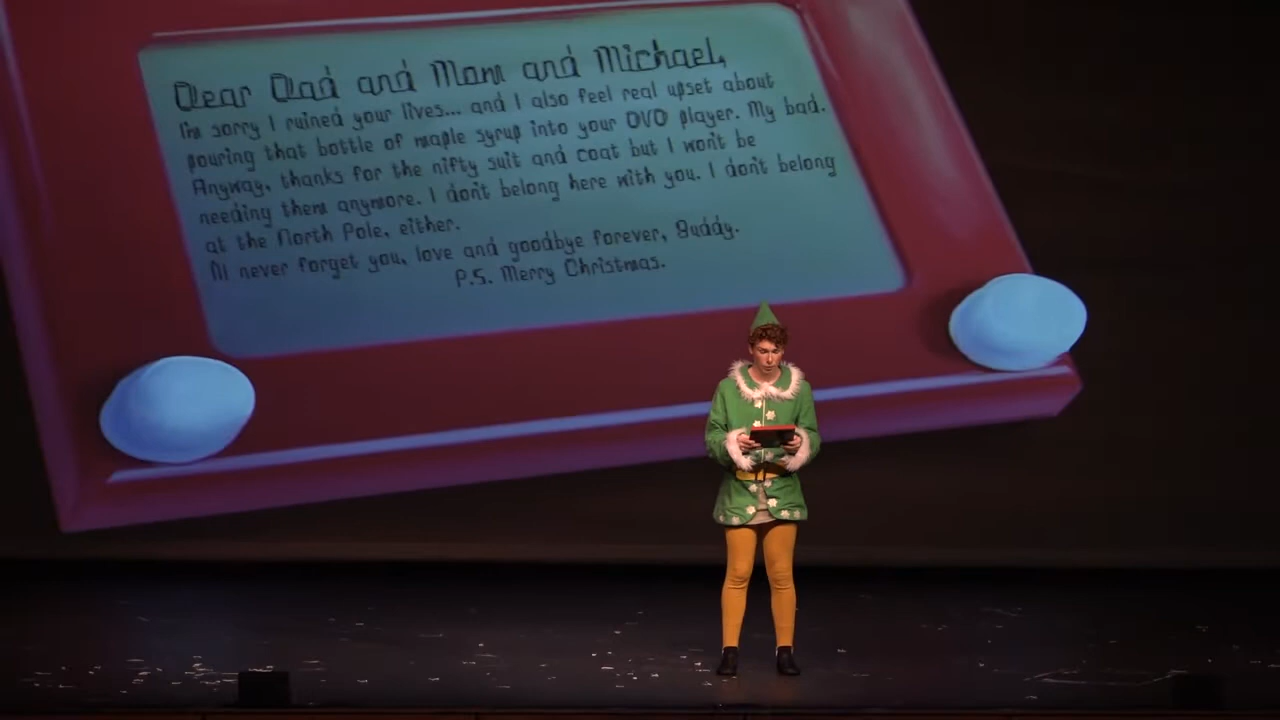 Dear Dad and Mom and Michael,
I'm sorry I ruined your lives... and I also feel real upset about
pouring that bottle of maple syrup into your DVD player. My bad.
Anyway, thanks for the nifty suit and coat but I won't be
needing them anymore. I don't belong here with you. I don't belong
at the North Pole, either.
I'll never forget you, love and goodbye forever, Buddy.
P.S. Merry Christmas.